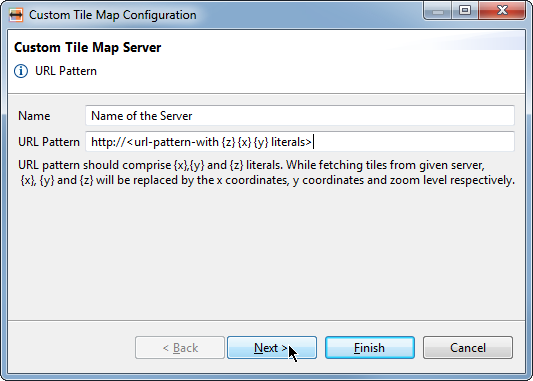 Custom Tile Map Configuration
Custom Tile Map Server
URL Pattern
Name Name of the Server
URL Pattern http://<url-pattern-with {z} {x} {y} literals>
URL pattern should comprise {x},{y} and {z} literals. While fetching tiles from given server,
{x}, {y} and {z} will be replaced by the x coordinates, y coordinates and zoom level respectively.
< Back Next > Finish Cancel